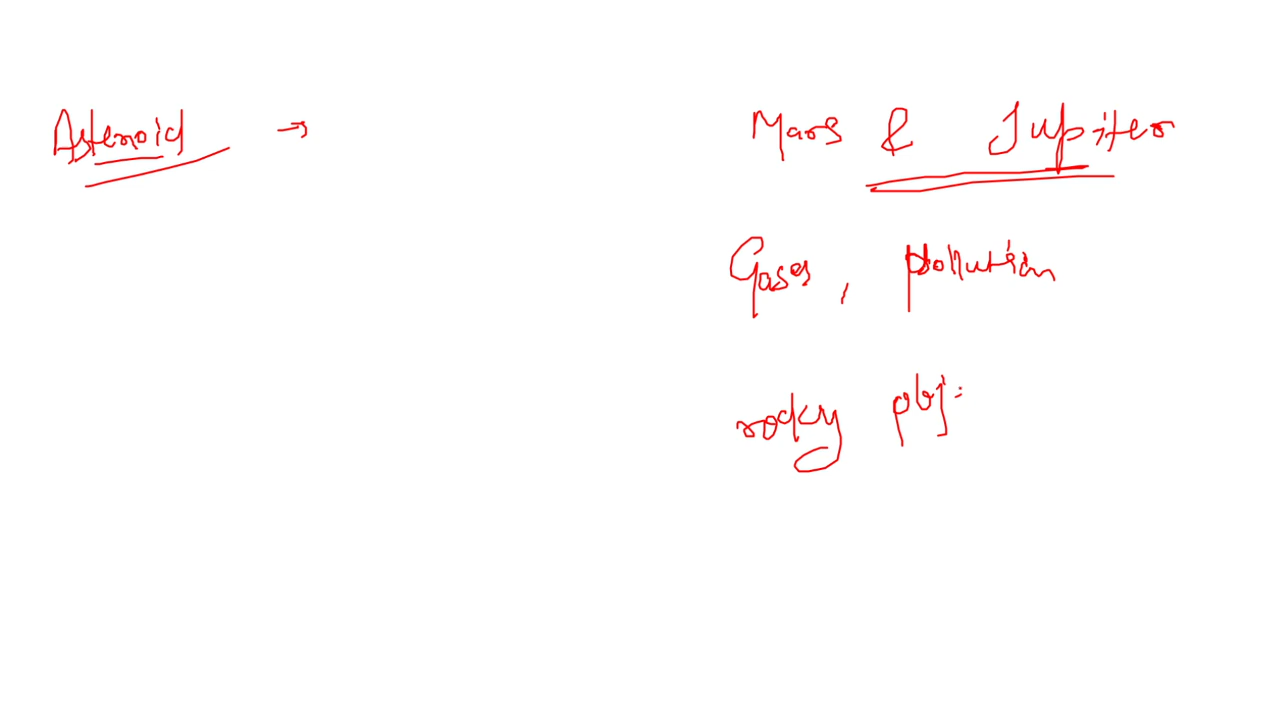 Asteroid → Mars & Jupiter
Gases, pollution
rocky obj: